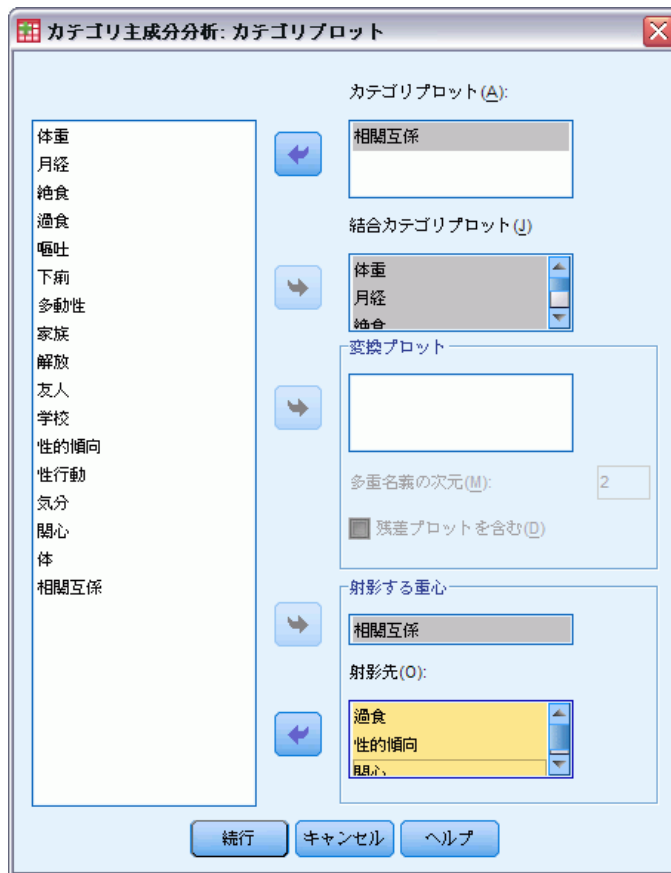 カテゴリ主成分分析: カテゴリプロット
カテゴリプロット(A):
体重
月経
絶食
過食
嘔吐
下痢
多動性
家族
解放
友人
学校
性的傾向
性行動
気分
関心
体
相関互係
相関互係
結合カテゴリプロット(J)
体重
月経
絶食
変換プロット
多重名義の次元(M):
2
残差プロットを含む(D)
射影する重心
相関互係
射影先(O):
過食
性的傾向
関心
続行
キャンセル
ヘルプ